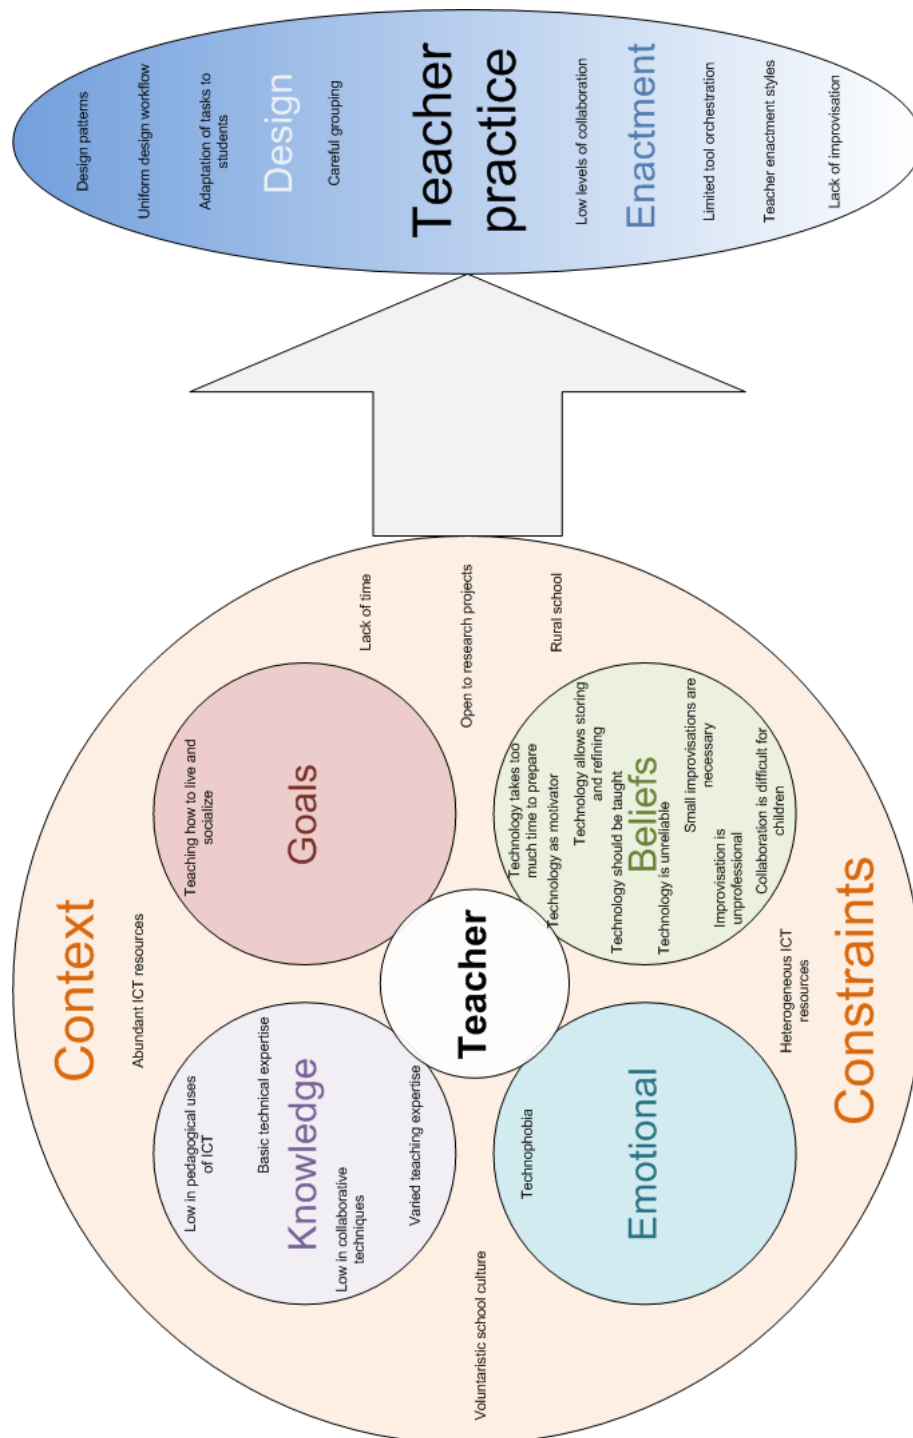 Context
Abundant ICT resources
Low in pedagogical uses
of ICT
Basic technical expertise
Knowledge
Low in collaborative
techniques
Varied teaching expertise
Teaching how to live and
socialize
Goals
Lack of time
Open to research projects
Rural school
Voluntaristic school culture
Teacher
Technophobia
Emotional
Technology takes too
much time to prepare
Technology as motivator
Technology allows storing
and refining
Technology should be taught
Beliefs
Technology is unreliable
Small improvisations are
necessary
Improvisation is
unprofessional
Collaboration is difficult for
children
Heterogeneous ICT
resources
Constraints
Design patterns
Uniform design workflow
Adaptation of tasks to
students
Design
Careful grouping
Teacher
practice
Low levels of collaboration
Enactment
Limited tool orchestration
Teacher enactment styles
Lack of improvisation